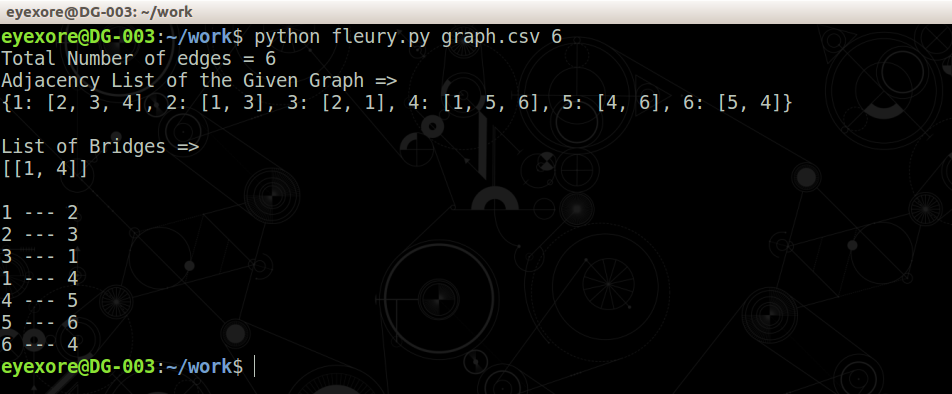 eyexore@DG-003: ~/work
eyexore@DG-003:~/work$ python fleury.py graph.csv 6
Total Number of edges = 6
Adjacency List of the Given Graph =>
{1: [2, 3, 4], 2: [1, 3], 3: [2, 1], 4: [1, 5, 6], 5: [4, 6], 6: [5, 4]}
List of Bridges =>
[[1, 4]]
1 --- 2
2 --- 3
3 --- 1
1 --- 4
4 --- 5
5 --- 6
6 --- 4
eyexore@DG-003:~/work$